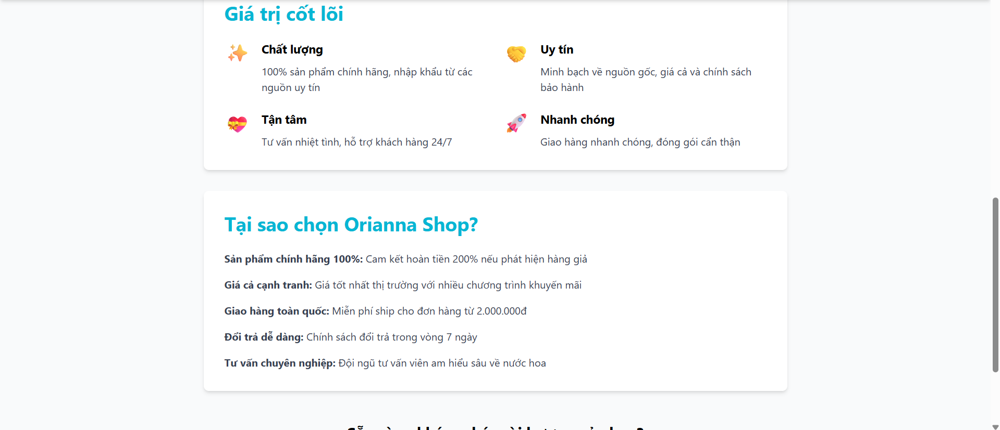 Giá trị cốt lõi
Chất lượng
100% sản phẩm chính hãng, nhập khẩu từ các
nguồn uy tín
Uy tín
Minh bạch về nguồn gốc, giá cả và chính sách
bảo hành
Tận tâm
Tư vấn nhiệt tình, hỗ trợ khách hàng 24/7
Nhanh chóng
Giao hàng nhanh chóng, đóng gói cẩn thận
Tại sao chọn Orianna Shop?
Sản phẩm chính hãng 100%: Cam kết hoàn tiền 200% nếu phát hiện hàng giả
Giá cả cạnh tranh: Giá tốt nhất thị trường với nhiều chương trình khuyến mãi
Giao hàng toàn quốc: Miễn phí ship cho đơn hàng từ 2.000.000đ
Đổi trả dễ dàng: Chính sách đổi trả trong vòng 7 ngày
Tư vấn chuyên nghiệp: Đội ngũ tư vấn viên am hiểu sâu về nước hoa